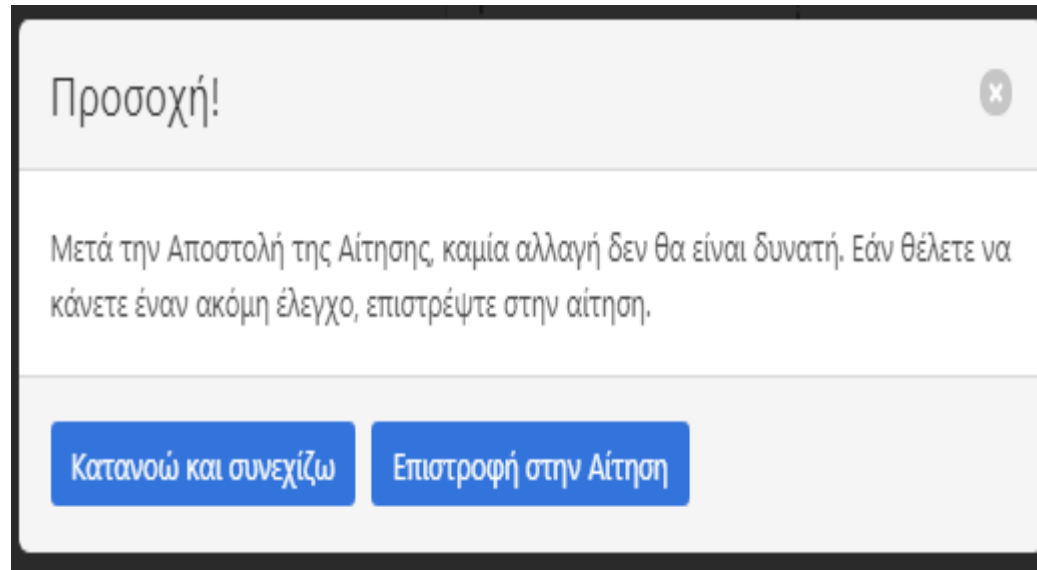 Προσοχή!
Μετά την Αποστολή της Αίτησης, καμία αλλαγή δεν θα είναι δυνατή. Εάν θέλετε να
κάνετε έναν ακόμη έλεγχο, επιστρέψτε στην αίτηση.
Κατανοώ και συνεχίζω
Επιστροφή στην Αίτηση